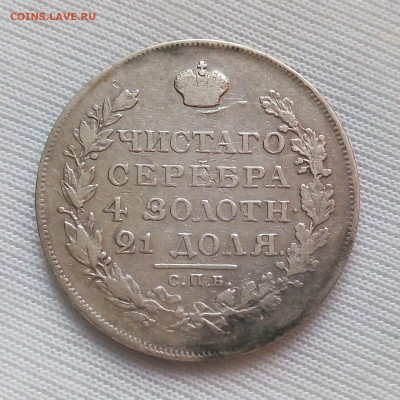 COINS.LAVE.RU
ЧИСТАГО
СЕРЕБРА
4 ЗОЛОТН.
21 ДОЛЯ.
С.П.Б.